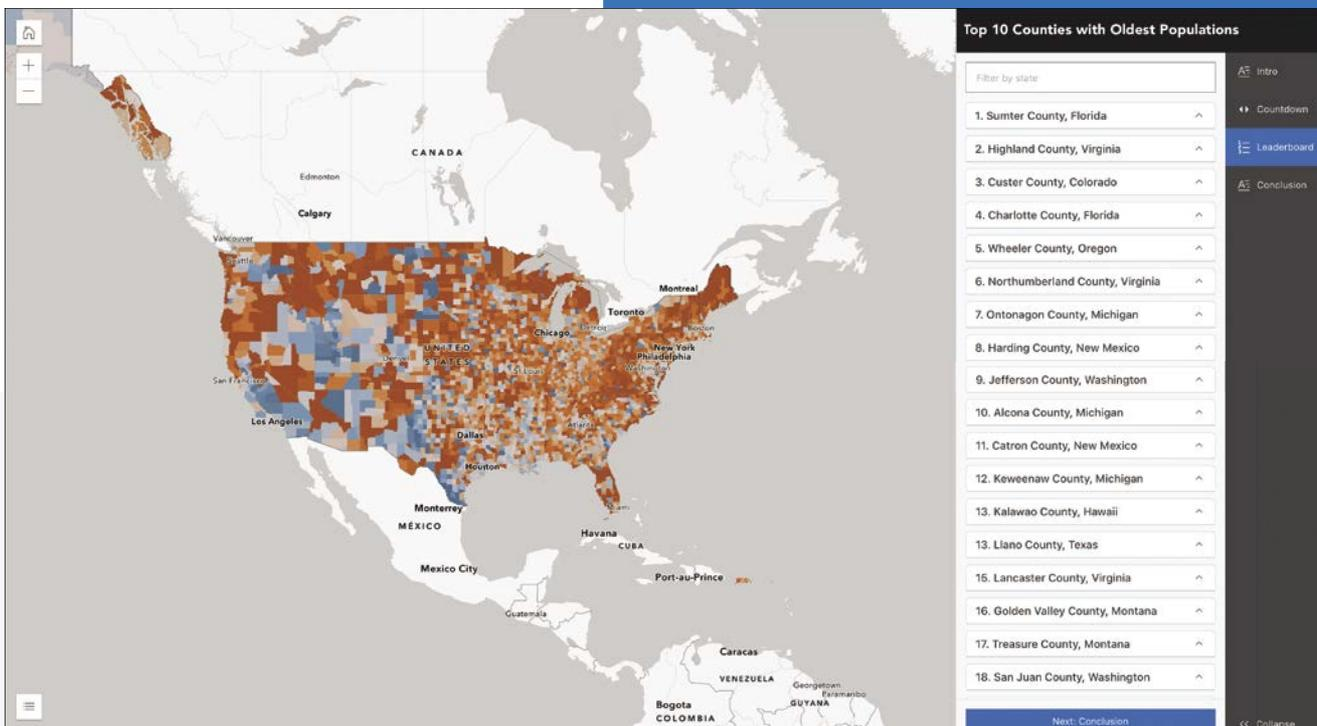 Top 10 Counties with Oldest Populations
Filter by state
1. Sumter County, Florida
2. Highland County, Virginia
3. Custer County, Colorado
4. Charlotte County, Florida
5. Wheeler County, Oregon
6. Northumberland County, Virginia
7. Ontonagon County, Michigan
8. Harding County, New Mexico
9. Jefferson County, Washington
10. Alcona County, Michigan
11. Catron County, New Mexico
12. Keweenaw County, Michigan
13. Kalawao County, Hawaii
13. Llano County, Texas
15. Lancaster County, Virginia
16. Golden Valley County, Montana
17. Treasure County, Montana
18. San Juan County, Washington
Next: Conclusion
Intro
Countdown
Leaderboard
Conclusion
Collapse
CANADA
Edmonton
Calgary
Vancouver
Seattle
Montreal
Toronto
Chicago
Detroit
Boston
UNITED
STATES
New York
Philadelphia
Denver
St Louis
Washington
San Francisco
Los Angeles
Atlanta
Dallas
Houston
Miami
Monterrey
MÉXICO
Havana
CUBA
Mexico City
Port-au-Prince
Guatemala
Caracas
VENEZUELA
Georgetown
Paramaribo
GUYANA
Bogota
COLOMBIA